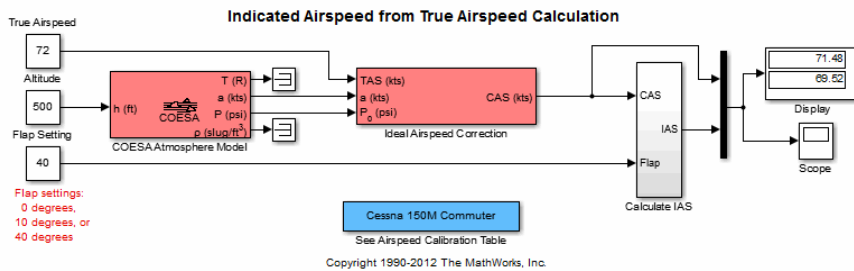 Indicated Airspeed from True Airspeed Calculation
True Airspeed
72
Altitude
500
Flap Setting
40
Flap settings:
0 degrees,
10 degrees, or
40 degrees
h (ft)
COESA
T (R)
a (kts)
P (psi)
ρ (slug/ft³)
COESA Atmosphere Model
TAS (kts)
a (kts)
P₀ (psi)
CAS (kts)
Ideal Airspeed Correction
CAS
IAS
Flap
Calculate IAS
71.48
69.52
Display
Scope
Cessna 150M Commuter
See Airspeed Calibration Table
Copyright 1990-2012 The MathWorks, Inc.